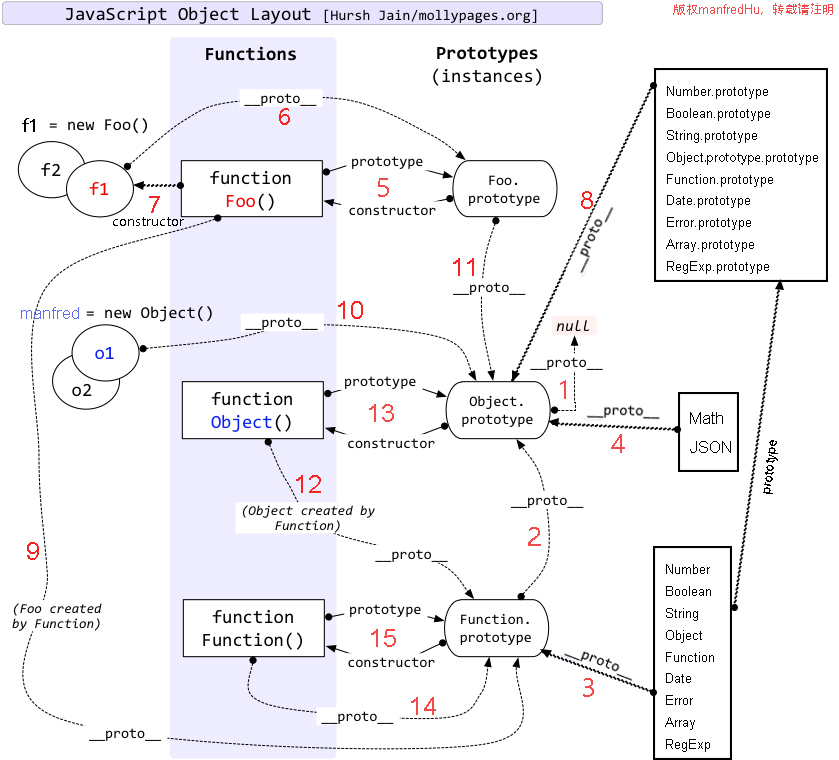 JavaScript Object Layout [Hursh Jain/mollypages.org]
版权manfredHu，转载请注明
Functions
Prototypes
(instances)
__proto__
6
f1 = new Foo()
f2
f1
7
constructor
function
Foo()
prototype
5
constructor
Foo.
prototype
8
__proto__
Number.prototype
Boolean.prototype
String.prototype
Object.prototype.prototype
Function.prototype
Date.prototype
Error.prototype
Array.prototype
RegExp.prototype
11
__proto__
manfred = new Object()
o1
o2
__proto__
10
null
__proto__
1
function
Object()
prototype
13
constructor
Object.
prototype
__proto__
4
Math
JSON
prototype
12
(Object created by
Function)
__proto__
__proto__
2
9
(Foo created
by Function)
function
Function()
prototype
15
constructor
Function.
prototype
__proto__
3
Number
Boolean
String
Object
Function
Date
Error
Array
RegExp
__proto__
14
__proto__